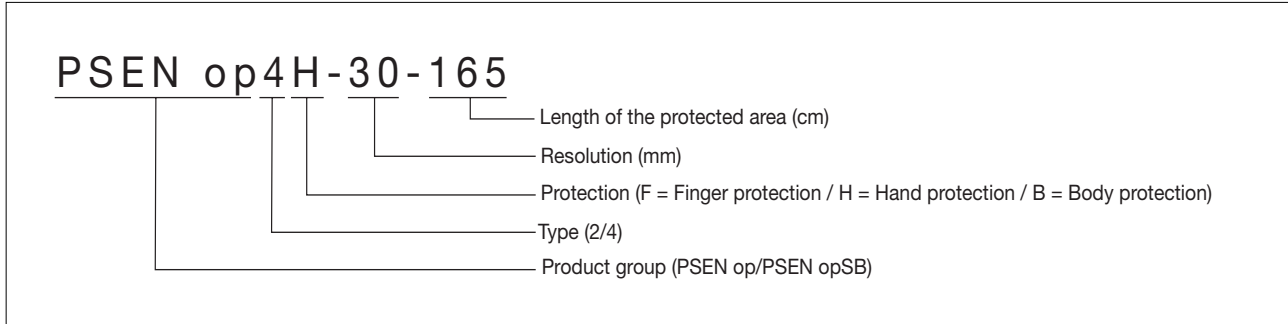 PSEN op4H-30-165
Length of the protected area (cm)
Resolution (mm)
Protection (F = Finger protection / H = Hand protection / B = Body protection)
Type (2/4)
Product group (PSEN op/PSEN opSB)